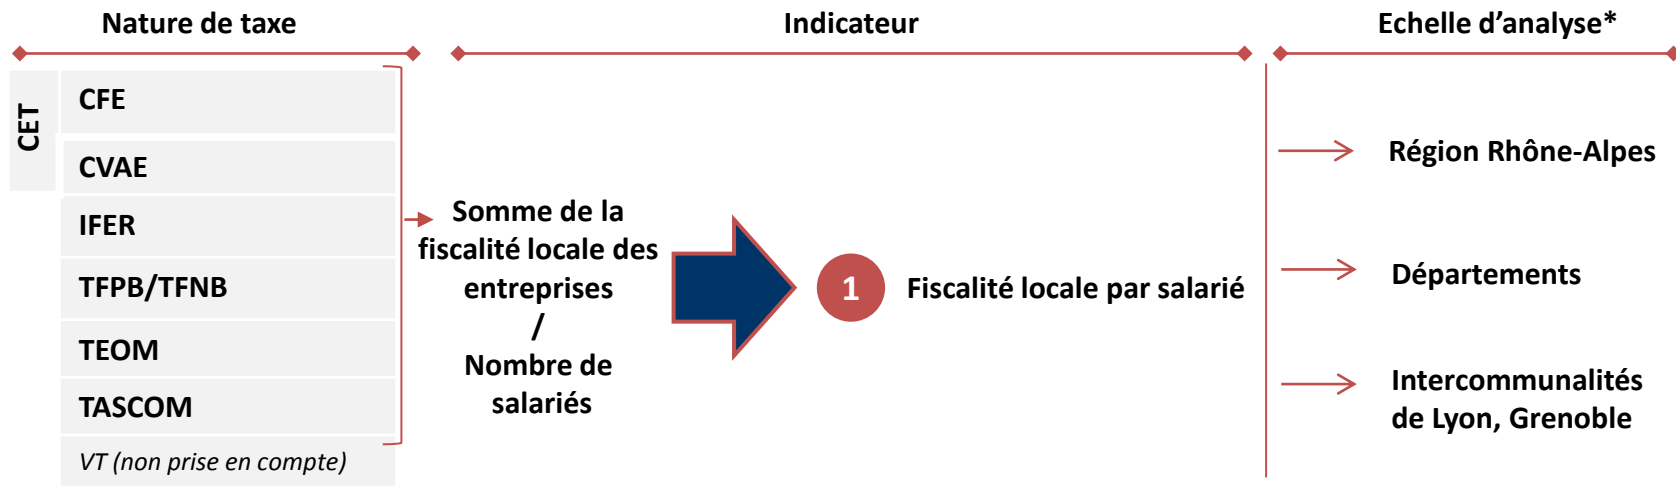 Nature de taxe
Indicateur
Echelle d’analyse*
CET
CFE
CVAE
IFER
TFPB/TFNB
TEOM
TASCOM
VT (non prise en compte)
Somme de la
fiscalité locale des
entreprises
/
Nombre de
salariés
1
Fiscalité locale par salarié
Région Rhône-Alpes
Départements
Intercommunalités
de Lyon, Grenoble